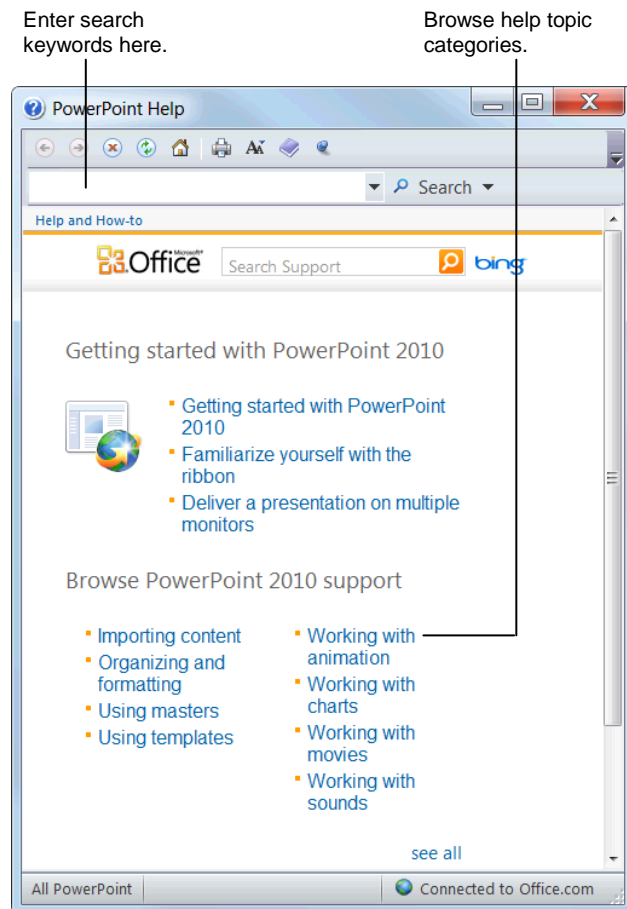 Enter search
keywords here.
Browse help topic
categories.
PowerPoint Help
Search
Help and How-to
Microsoft®
Office
Search Support
bing
Getting started with PowerPoint 2010
Getting started with PowerPoint
2010
Familiarize yourself with the
ribbon
Deliver a presentation on multiple
monitors
Browse PowerPoint 2010 support
Importing content
Organizing and
formatting
Using masters
Using templates
Working with
animation
Working with
charts
Working with
movies
Working with
sounds
see all
All PowerPoint
Connected to Office.com